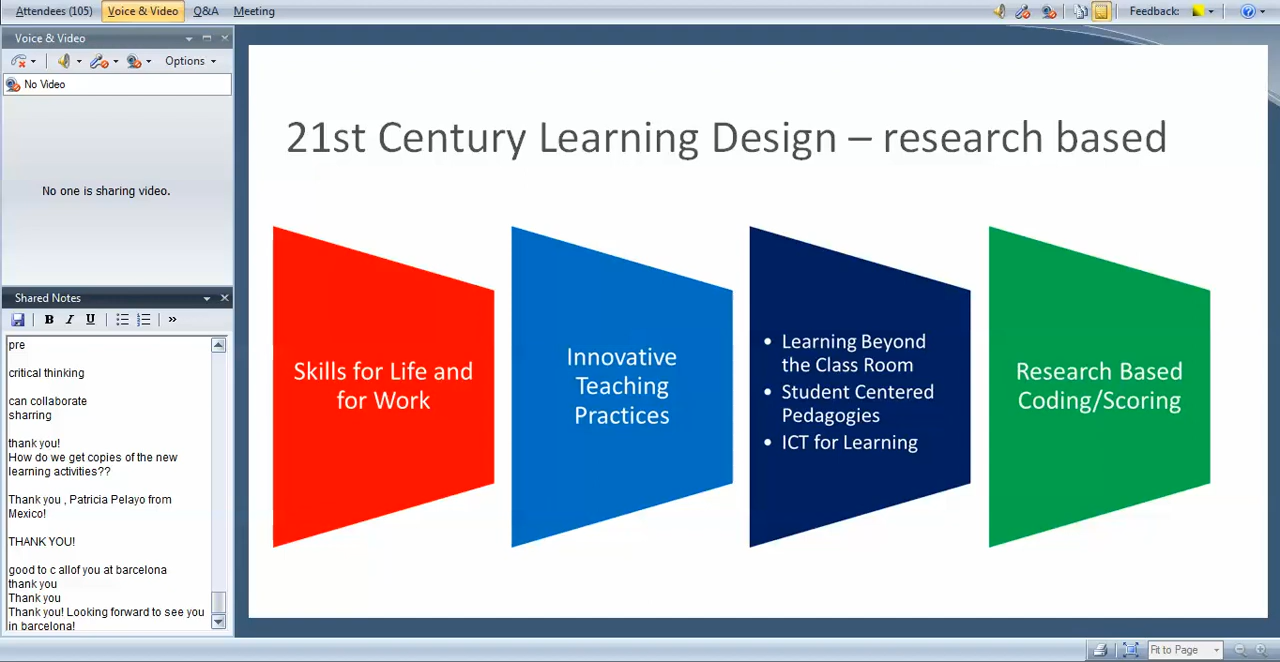 Attendees (105) Voice & Video Q&A Meeting Feedback:
Voice & Video
Options
No Video
No one is sharing video.
Shared Notes
B I U »
pre
critical thinking
can collaborate
sharring
thank you!
How do we get copies of the new
learning activities??
Thank you , Patricia Pelayo from
Mexico!
THANK YOU!
good to c allof you at barcelona
thank you
Thank you
Thank you! Looking forward to see you
in barcelona!
21st Century Learning Design – research based
Skills for Life and
for Work
Innovative
Teaching
Practices
• Learning Beyond
the Class Room
• Student Centered
Pedagogies
• ICT for Learning
Research Based
Coding/Scoring
Fit to Page